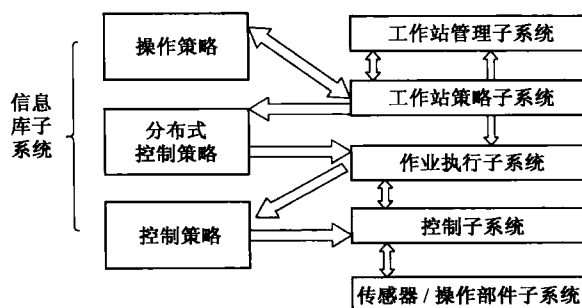 信息
库子
系统
操作策略
分布式
控制策略
控制策略
工作站管理子系统
工作站策略子系统
作业执行子系统
控制子系统
传感器/操作部件子系统